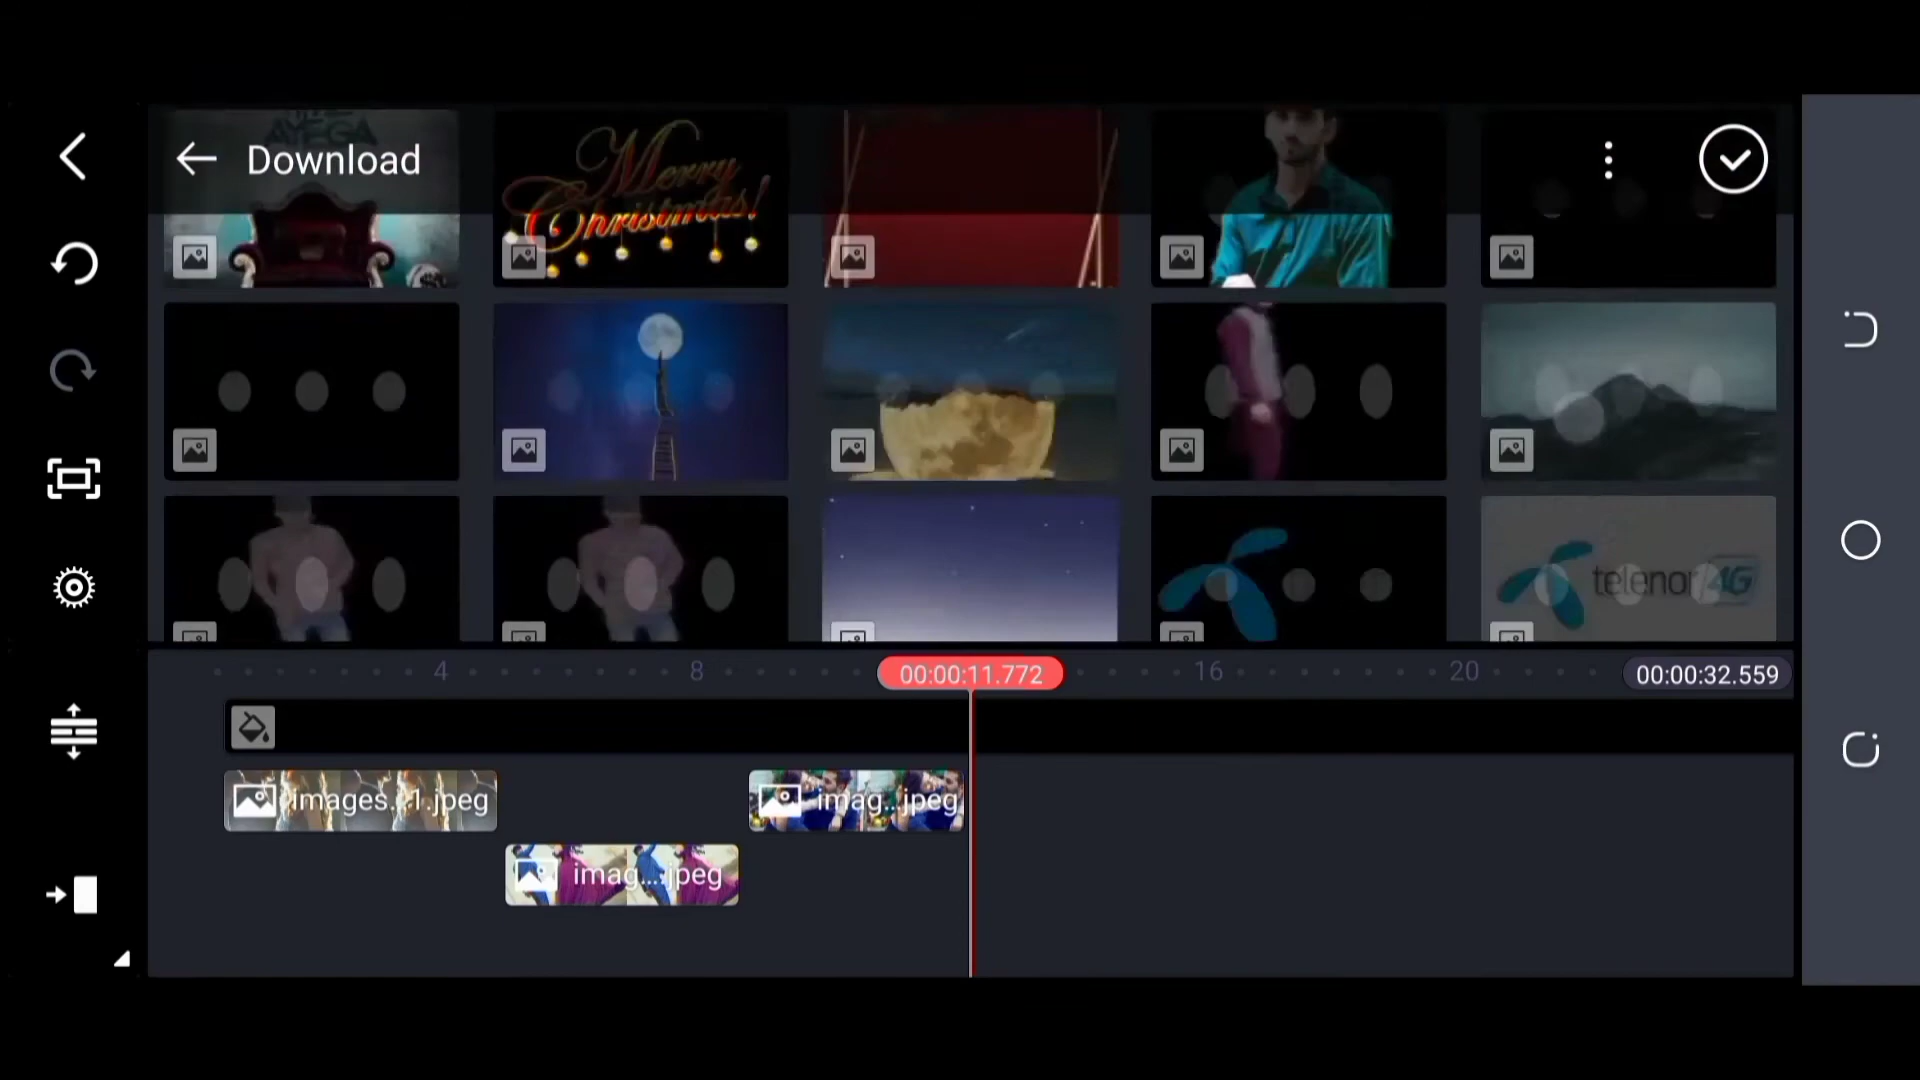 Download
Merry
Christmas!
telenor 4G
4
8
00:00:11.772
16
20
00:00:32.559
images...1.jpeg
imag...jpeg
imag...jpeg